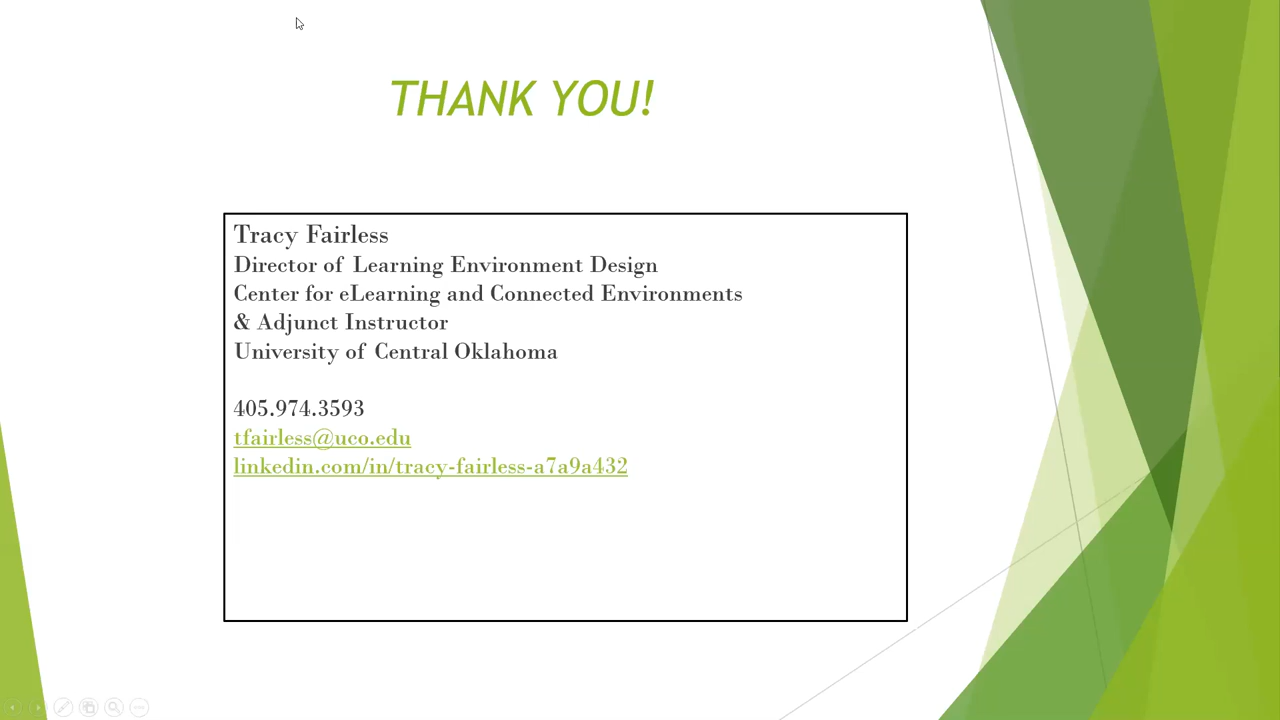 THANK YOU!
Tracy Fairless
Director of Learning Environment Design
Center for eLearning and Connected Environments
& Adjunct Instructor
University of Central Oklahoma
405.974.3593
tfairless@uco.edu
linkedin.com/in/tracy-fairless-a7a9a432